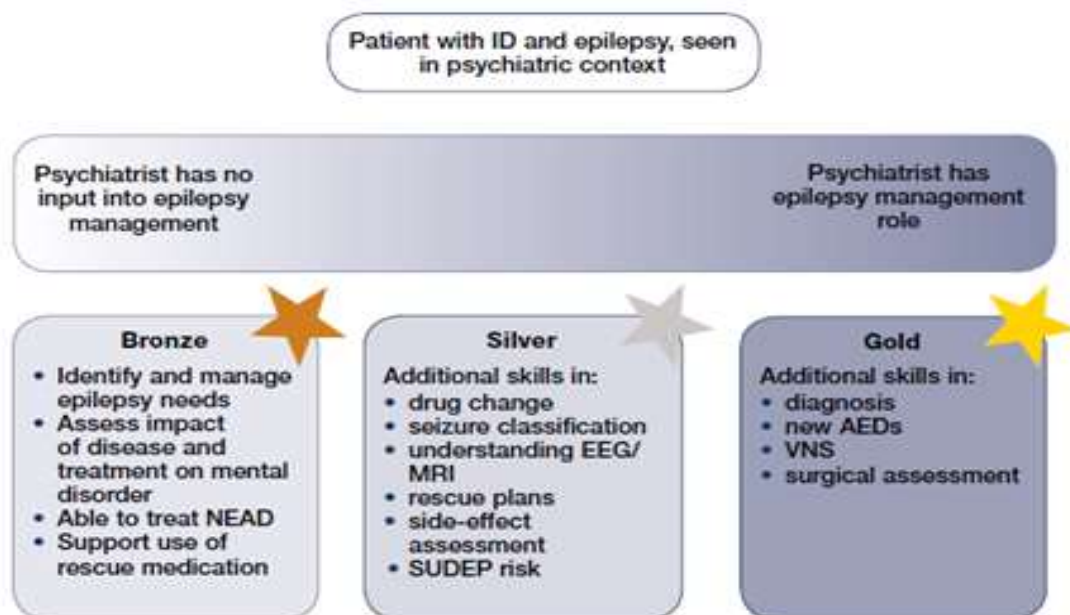 Patient with ID and epilepsy, seen
in psychiatric context
Psychiatrist has no
input into epilepsy
management
Psychiatrist has
epilepsy management
role
Bronze
• Identify and manage
epilepsy needs
• Assess impact
of disease and
treatment on mental
disorder
• Able to treat NEAD
• Support use of
rescue medication
Silver
Additional skills in:
• drug change
• seizure classification
• understanding EEG/
MRI
• rescue plans
• side-effect
assessment
• SUDEP risk
Gold
Additional skills in:
• diagnosis
• new AEDs
• VNS
• surgical assessment